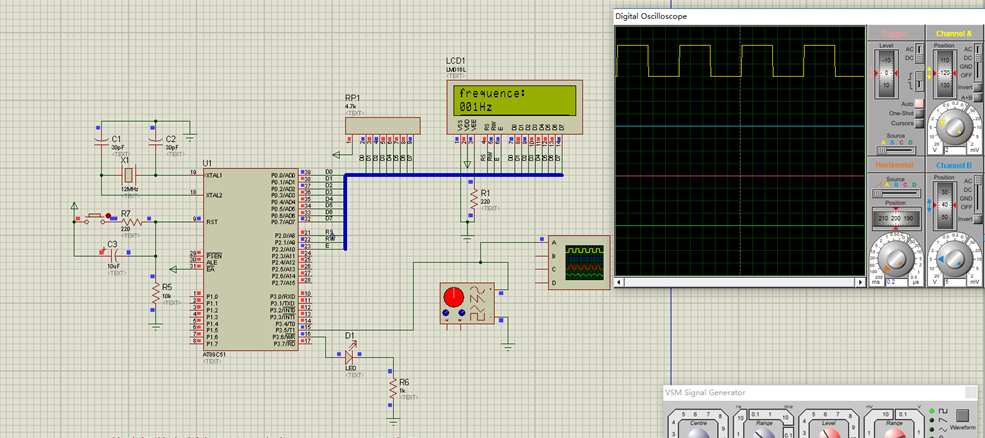 Digital Oscilloscope
Trigger
Channel A
Level
AC
DC
Position
AC
DC
GND
OFF
Invert
A+B
Auto
One-Shot
Cursors
Source
A B C D
V 2 mV
Horizontal
Channel B
Source
A B C D
Position
210 200 190
Position
AC
DC
GND
OFF
Invert
ms 0.2 µs
V 5 mV
LCD1
LM016L
<TEXT>
frequence:
001Hz
VSS
VDD
VEE
RS
RW
E
D0
D1
D2
D3
D4
D5
D6
D7
RP1
4.7k
<TEXT>
C1
30pF
<TEXT>
C2
30pF
<TEXT>
X1
12MHz
<TEXT>
U1
19
XTAL1
18
XTAL2
9
RST
29
PSEN
30
ALE
31
EA
1 P1.0
2 P1.1
3 P1.2
4 P1.3
5 P1.4
6 P1.5
7 P1.6
8 P1.7
P0.0/AD0 39 D0
P0.1/AD1 38 D1
P0.2/AD2 37 D2
P0.3/AD3 36 D3
P0.4/AD4 35 D4
P0.5/AD5 34 D5
P0.6/AD6 33 D6
P0.7/AD7 32 D7
P2.0/A8 21 RS
P2.1/A9 22 RW
P2.2/A10 23 E
P2.3/A11 24
P2.4/A12 25
P2.5/A13 26
P2.6/A14 27
P2.7/A15 28
P3.0/RXD 10
P3.1/TXD 11
P3.2/INT0 12
P3.3/INT1 13
P3.4/T0 14
P3.5/T1 15
P3.6/WR 16
P3.7/RD 17
AT89C51
<TEXT>
R7
220
<TEXT>
C3
10uF
<TEXT>
R5
10k
<TEXT>
R1
220
<TEXT>
A
B
C
D
D1
LED
<TEXT>
R6
1k
<TEXT>
VSM Signal Generator
Centre
Range
Level
Range
Waveform